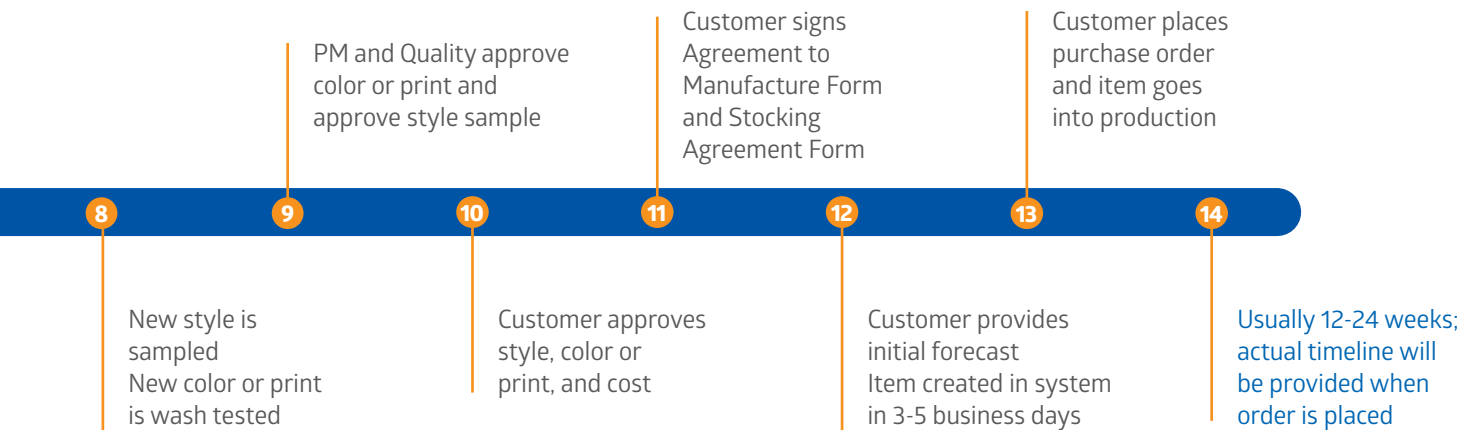 8
New style is
sampled
New color or print
is wash tested
9
PM and Quality approve
color or print and
approve style sample
10
Customer approves
style, color or
print, and cost
11
Customer signs
Agreement to
Manufacture Form
and Stocking
Agreement Form
12
Customer provides
initial forecast
Item created in system
in 3-5 business days
13
Customer places
purchase order
and item goes
into production
14
Usually 12-24 weeks;
actual timeline will
be provided when
order is placed